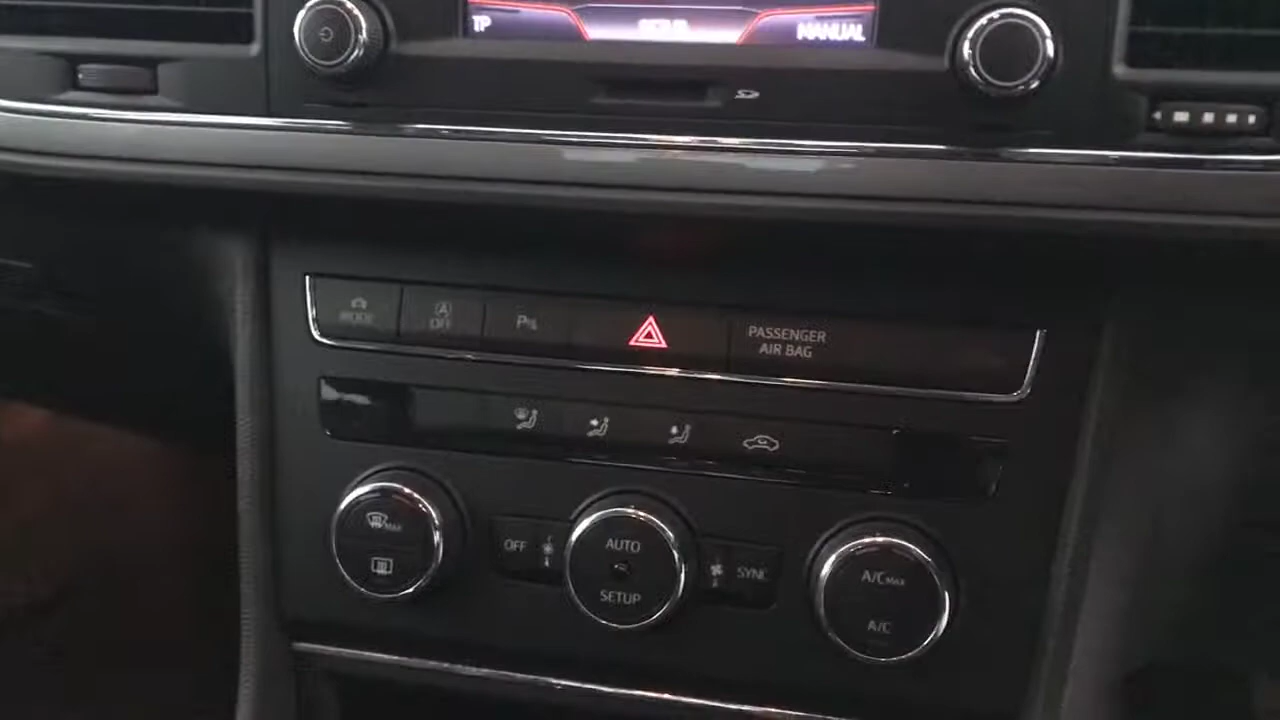 TP
MANUAL
MODE
A
OFF
P
PASSENGER
AIR BAG
MAX
OFF
AUTO
SETUP
SYNC
A/C MAX
A/C